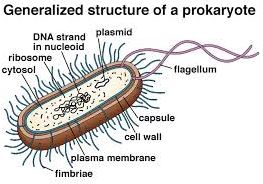 Generalized structure of a prokaryote
plasmid
DNA strand
in nucleoid
ribosome
cytosol
flagellum
capsule
cell wall
plasma membrane
fimbriae